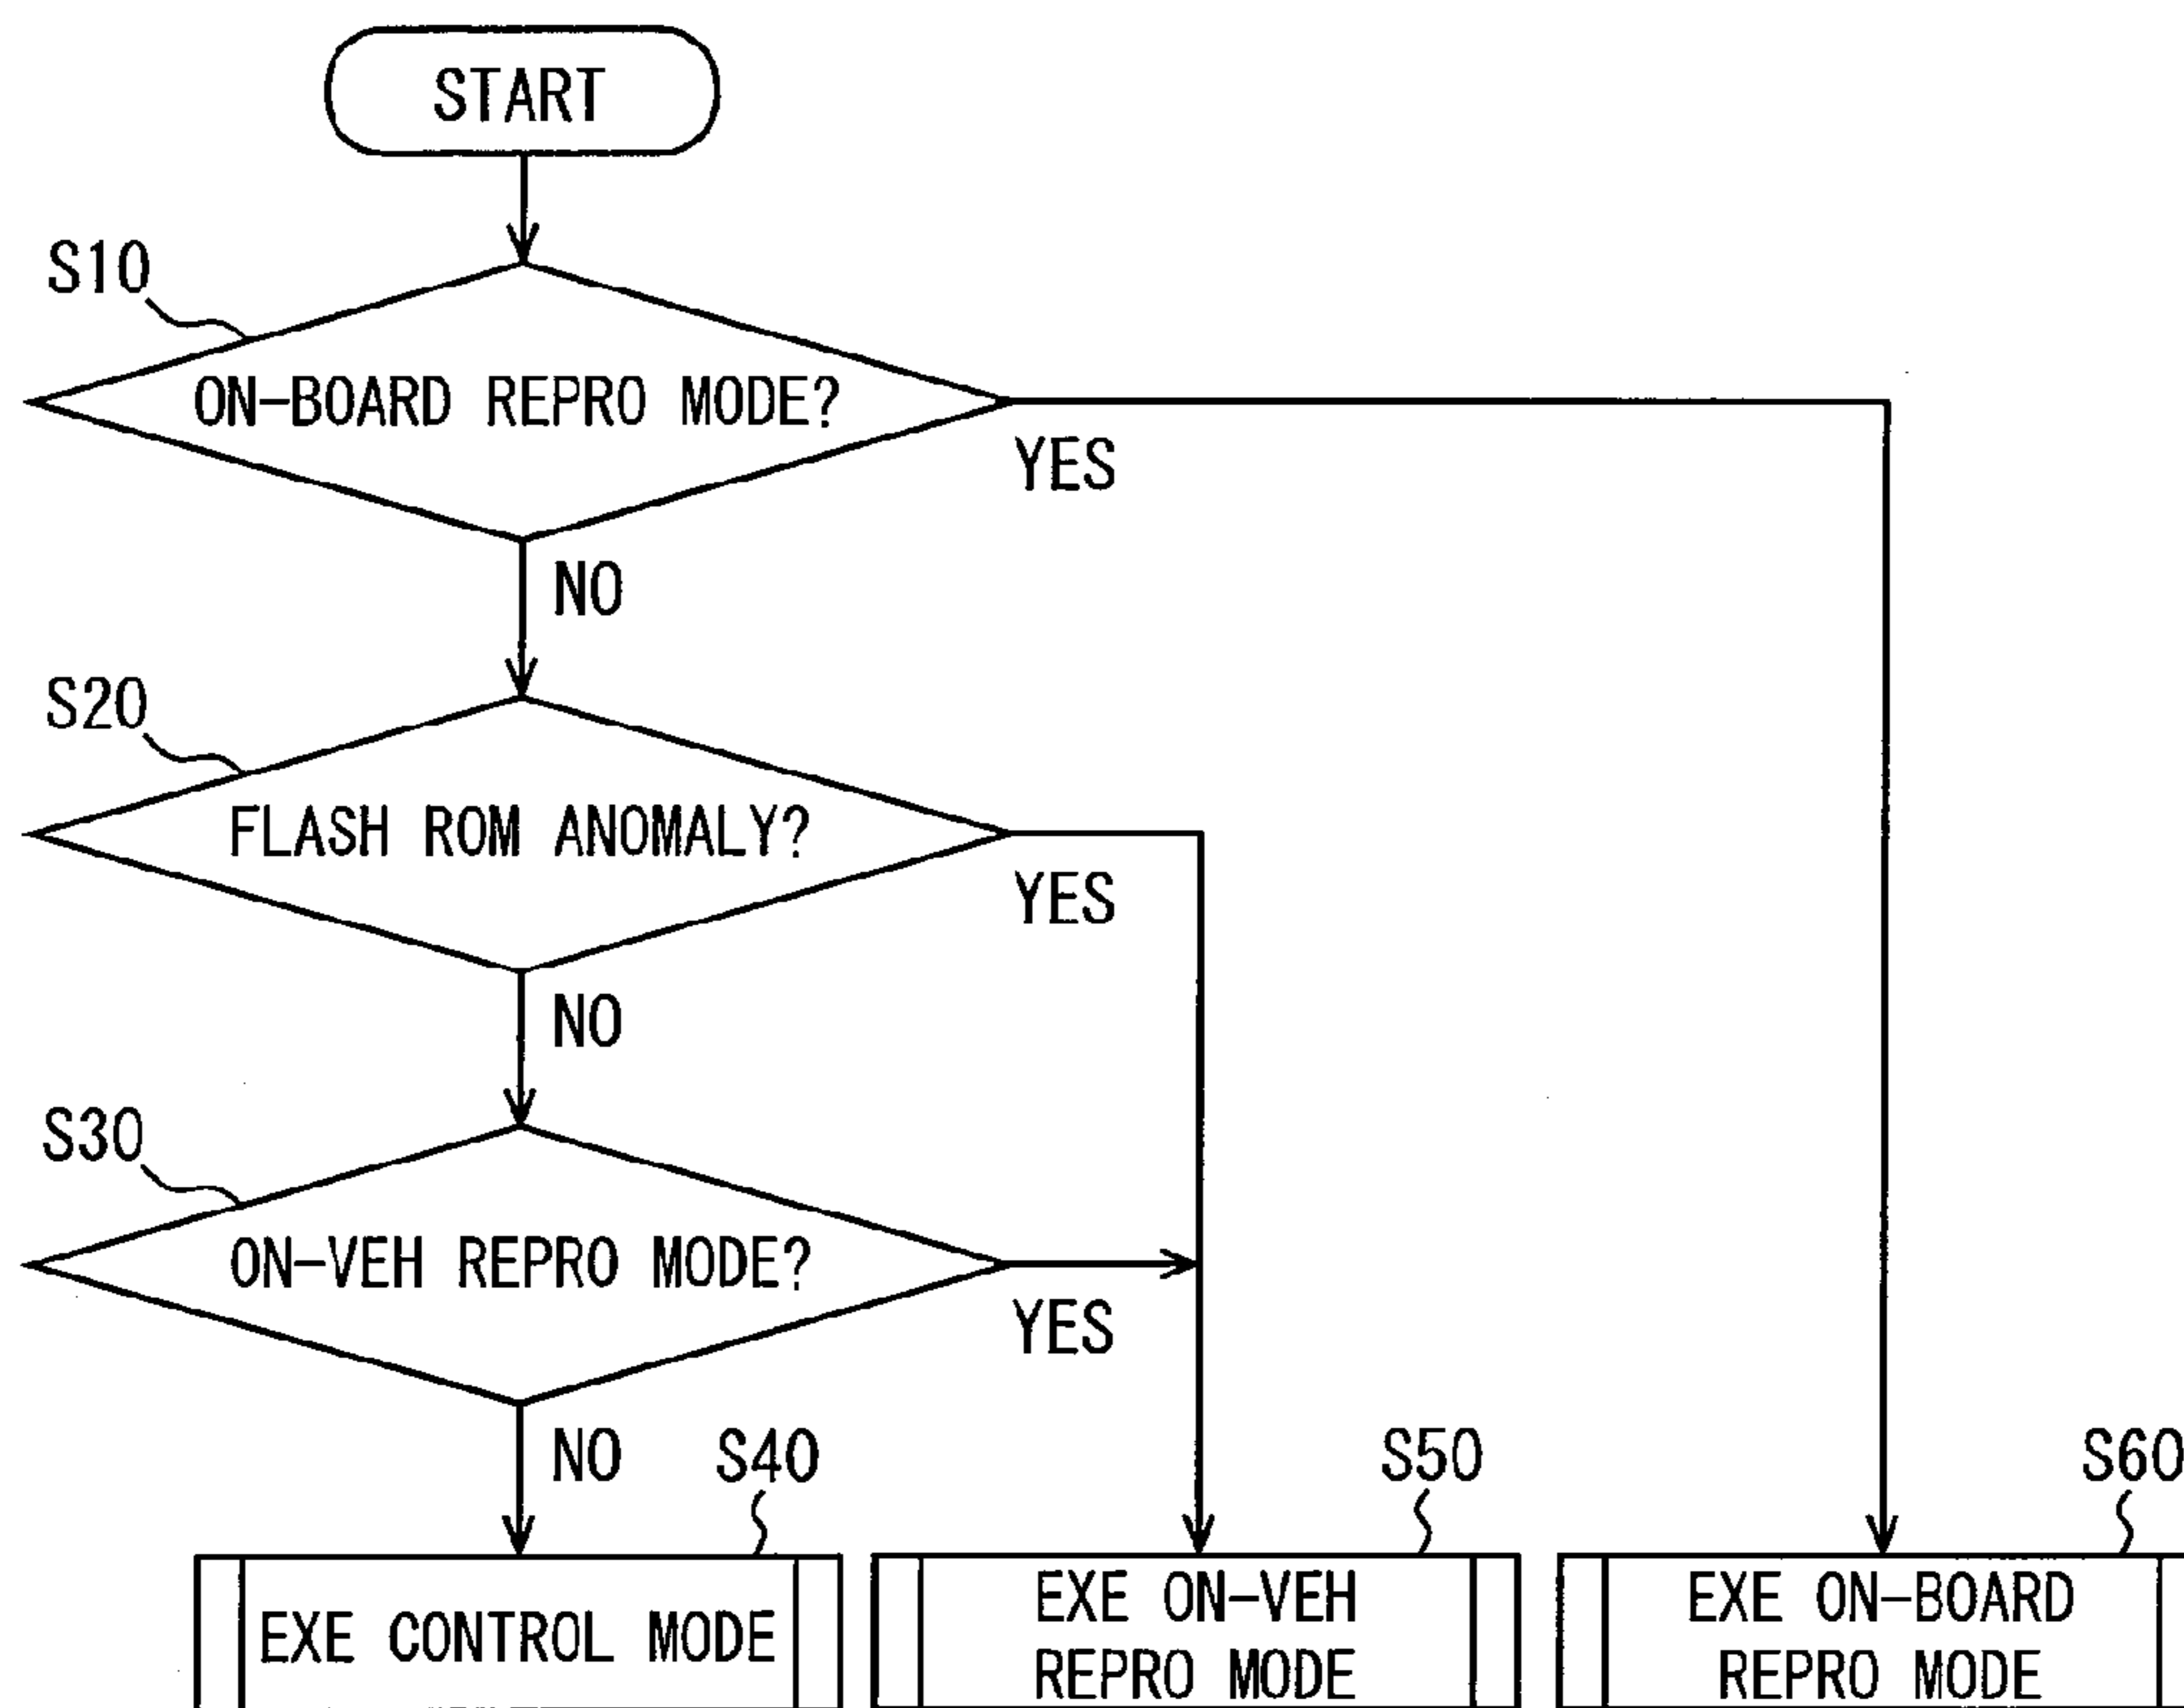 START
S10
ON-BOARD REPRO MODE?
YES
NO
S20
FLASH ROM ANOMALY?
YES
NO
S30
ON-VEH REPRO MODE?
YES
NO
S40
S50
S60
EXE CONTROL MODE
EXE ON-VEH
REPRO MODE
EXE ON-BOARD
REPRO MODE